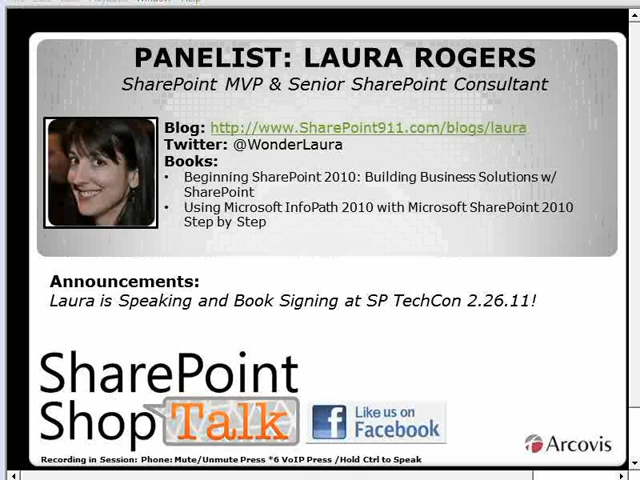 PANELIST: LAURA ROGERS
SharePoint MVP & Senior SharePoint Consultant
Blog: http://www.SharePoint911.com/blogs/laura
Twitter: @WonderLaura
Books:
• Beginning SharePoint 2010: Building Business Solutions w/
SharePoint
• Using Microsoft InfoPath 2010 with Microsoft SharePoint 2010
Step by Step
Announcements:
Laura is Speaking and Book Signing at SP TechCon 2.26.11!
SharePoint
Shop Talk
f Like us on
Facebook
Arcovis
Recording in Session: Phone: Mute/Unmute Press *6 VoIP Press /Hold Ctrl to Speak